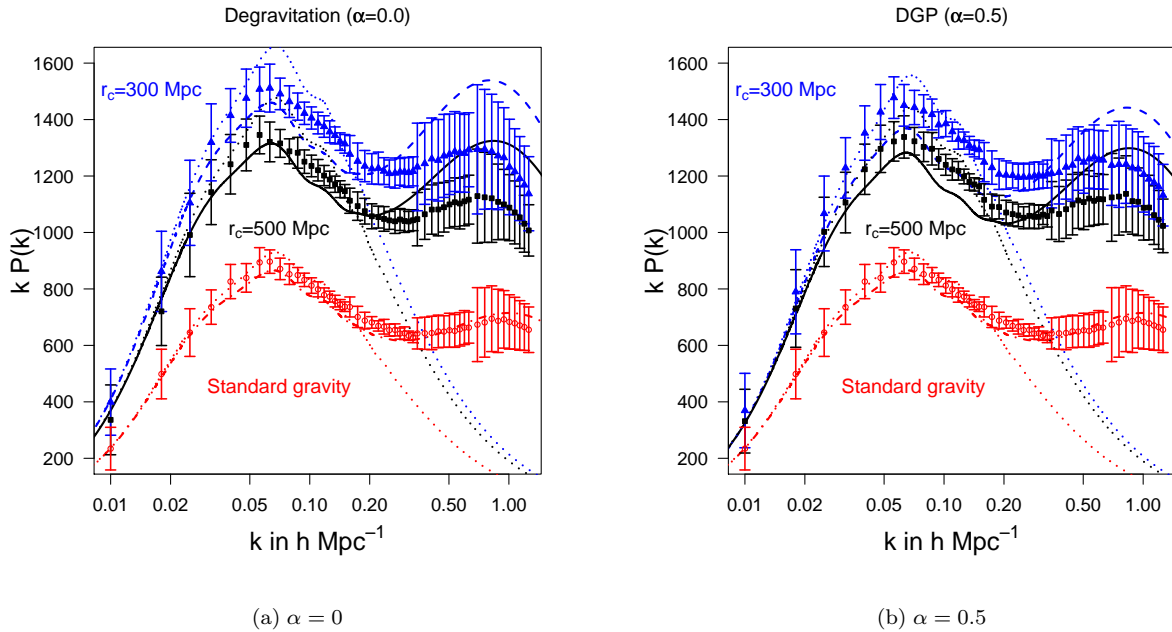 Degravitation (α=0.0)
k P(k)
1600
1400
1200
1000
800
600
400
200
r_c=300 Mpc
r_c=500 Mpc
Standard gravity
0.01 0.02 0.05 0.10 0.20 0.50 1.00
k in h Mpc⁻¹
(a) α = 0
DGP (α=0.5)
k P(k)
1600
1400
1200
1000
800
600
400
200
r_c=300 Mpc
r_c=500 Mpc
Standard gravity
0.01 0.02 0.05 0.10 0.20 0.50 1.00
k in h Mpc⁻¹
(b) α = 0.5